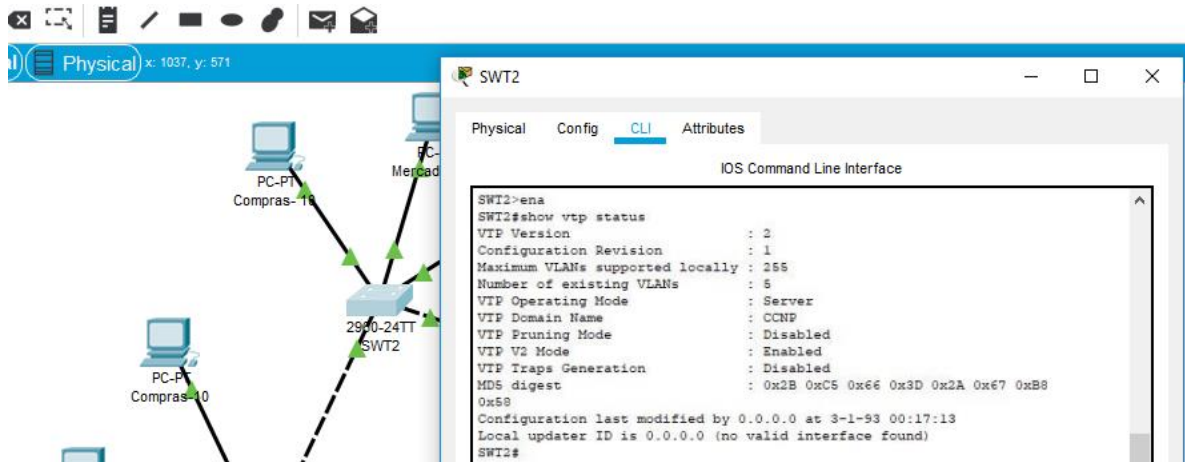 Physical x: 1037, y: 571
SWT2
Physical Config CLI Attributes
IOS Command Line Interface
SWT2>ena
SWT2#show vtp status
VTP Version : 2
Configuration Revision : 1
Maximum VLANs supported locally : 255
Number of existing VLANs : 5
VTP Operating Mode : Server
VTP Domain Name : CCNP
VTP Pruning Mode : Disabled
VTP V2 Mode : Enabled
VTP Traps Generation : Disabled
MD5 digest : 0x2B 0xC5 0x66 0x3D 0x2A 0x67 0xB8
0x58
Configuration last modified by 0.0.0.0 at 3-1-93 00:17:13
Local updater ID is 0.0.0.0 (no valid interface found)
SWT2#
PC-
Mercad
PC-PT
Compras- 10
2960-24TT
SWT2
PC-PT
Compras-10